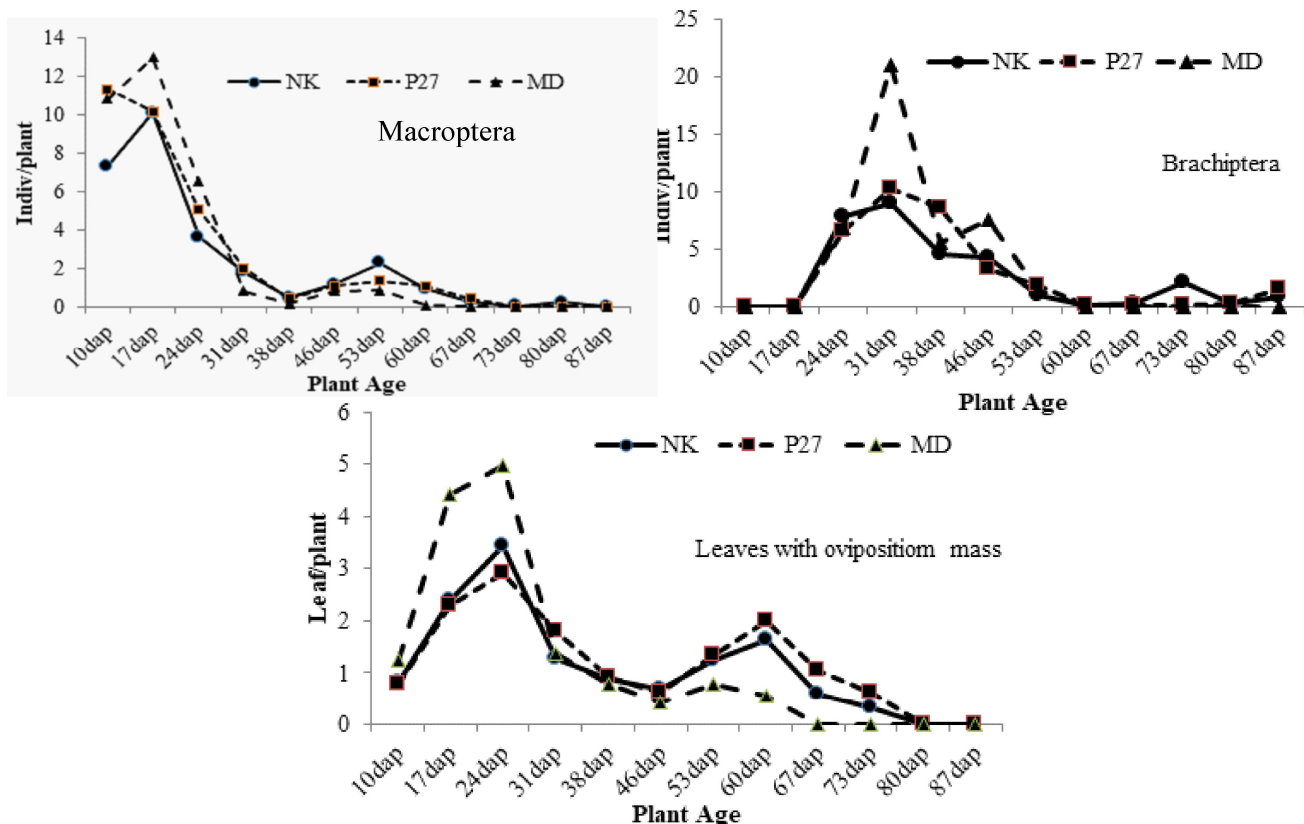 14
12
10
8
6
4
2
0
Indiv/plant
NK P27 MD
Macroptera
10dap 17dap 24dap 31dap 38dap 46dap 53dap 60dap 67dap 73dap 80dap 87dap
Plant Age
25
20
15
10
5
0
Indiv/plant
NK P27 MD
Brachiptera
10dap 17dap 24dap 31dap 38dap 46dap 53dap 60dap 67dap 73dap 80dap 87dap
Plant Age
6
5
4
3
2
1
0
Leaf/plant
NK P27 MD
Leaves with ovipositiom mass
10dap 17dap 24dap 31dap 38dap 46dap 53dap 60dap 67dap 73dap 80dap 87dap
Plant Age